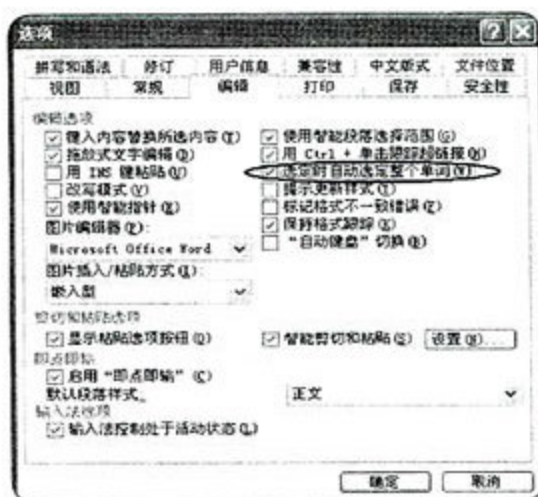 选项
拼写和语法 修订 用户信息 兼容性 中文版式 文件位置
视图 常规 编辑 打印 保存 安全性
编辑选项
键入内容替换所选内容(T) 使用智能段落选择范围(G)
拖放式文字编辑(D) 用 Ctrl + 单击跟踪超链接(H)
用 INS 键粘贴(U) 选定时自动选定整个单词(W)
改写模式(V) 提示更新样式(T)
使用智能指针(E) 标记格式不一致错误(F)
图片编辑器(P): 保持格式跟踪(K)
Microsoft Office Word “自动键盘”切换(B)
图片插入/粘贴方式(I):
嵌入型
剪切和粘贴选项
显示粘贴选项按钮(O) 智能剪切和粘贴(S) 设置(N)...
即点即输
启用“即点即输”(C)
默认段落样式: 正文
输入法选项
输入法控制处于活动状态(L)
确定 取消